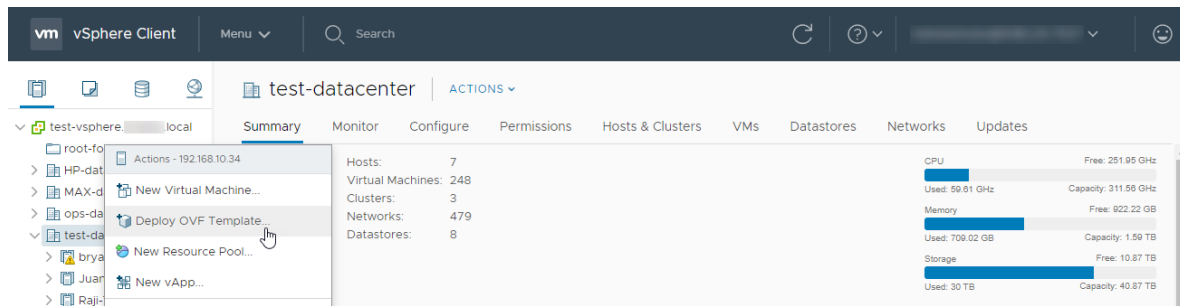 vm vSphere Client Menu Search
test-datacenter ACTIONS
test-vsphere. .local
Summary Monitor Configure Permissions Hosts & Clusters VMs Datastores Networks Updates
root-fo
HP-dat
MAX-d
ops-da
test-da
brya
Juar
Raji-
Actions - 192.168.10.34
New Virtual Machine...
Deploy OVF Template...
New Resource Pool...
New vApp...
Hosts: 7
Virtual Machines: 248
Clusters: 3
Networks: 479
Datastores: 8
CPU Free: 251.95 GHz
Used: 59.61 GHz Capacity: 311.56 GHz
Memory Free: 922.22 GB
Used: 709.02 GB Capacity: 1.59 TB
Storage Free: 10.87 TB
Used: 30 TB Capacity: 40.87 TB